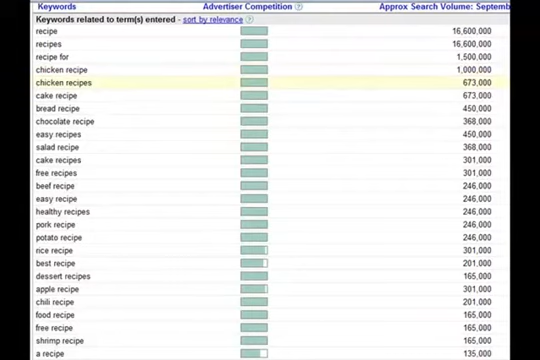 Keywords Advertiser Competition ? Approx Search Volume: Septemb
Keywords related to term(s) entered - sort by relevance ?
recipe 16,600,000
recipes 16,600,000
recipe for 1,500,000
chicken recipe 1,000,000
chicken recipes 673,000
cake recipe 673,000
bread recipe 450,000
chocolate recipe 368,000
easy recipes 450,000
salad recipe 368,000
cake recipes 301,000
free recipes 301,000
beef recipe 246,000
easy recipe 246,000
healthy recipes 246,000
pork recipe 246,000
potato recipe 246,000
rice recipe 301,000
best recipe 201,000
dessert recipes 165,000
apple recipe 301,000
chili recipe 201,000
food recipe 165,000
free recipe 165,000
shrimp recipe 165,000
a recipe 135,000